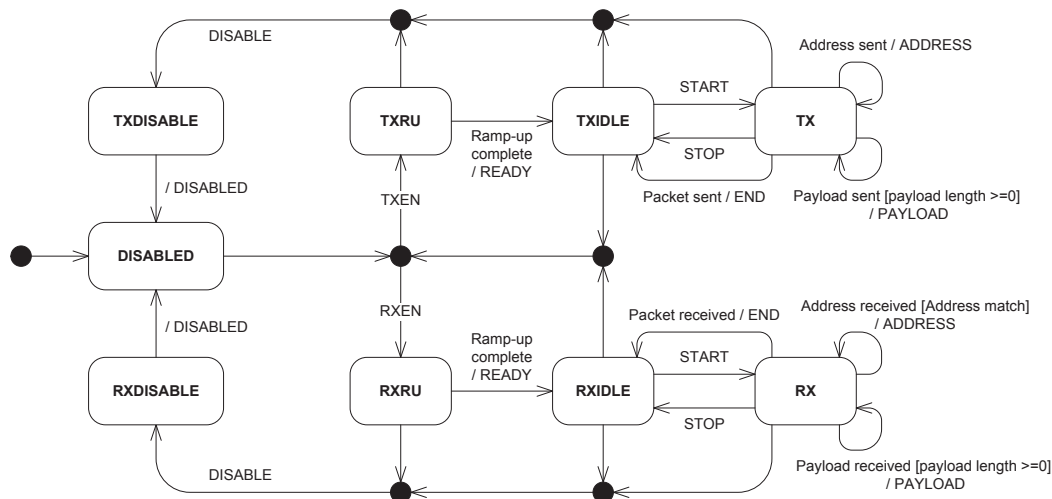 DISABLE
Address sent / ADDRESS
START
TXDISABLE
TXRU
TXIDLE
TX
Ramp-up
complete
/ READY
STOP
/ DISABLED
TXEN
Packet sent / END
Payload sent [payload length >=0]
/ PAYLOAD
DISABLED
RXEN
Packet received / END
Address received [Address match]
/ ADDRESS
/ DISABLED
Ramp-up
complete
/ READY
START
RXDISABLE
RXRU
RXIDLE
RX
STOP
DISABLE
Payload received [payload length >=0]
/ PAYLOAD